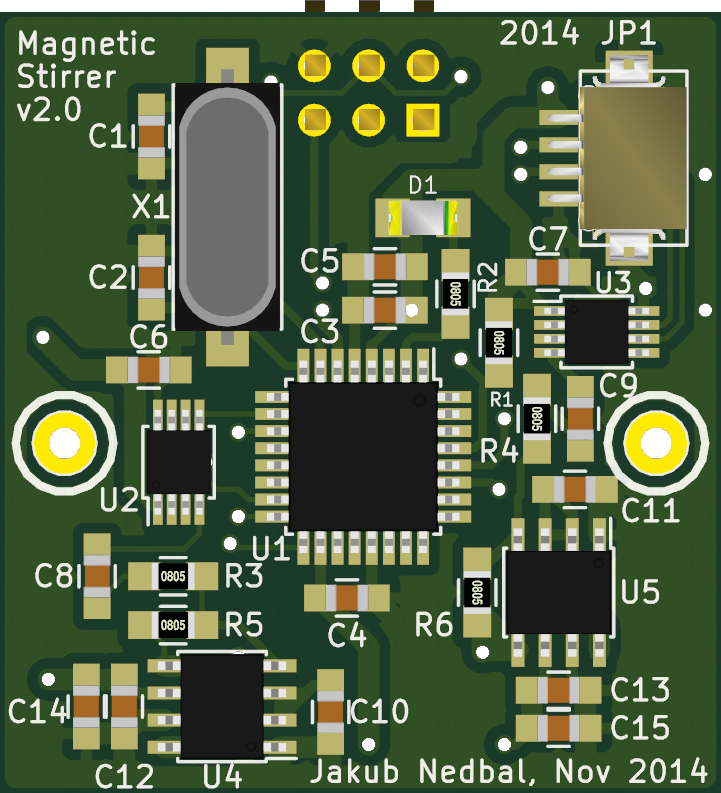 Magnetic
Stirrer
v2.0
2014 JP1
C1
X1
D1
C2
C5
C7
R2
U3
0805
C3
C6
0805
C9
R1
0805
R4
U2
C11
U1
C8
0805
R3
0805
U5
0805
R5
C4
R6
C14
C10
C13
C15
C12
U4
Jakub Nedbal, Nov 2014